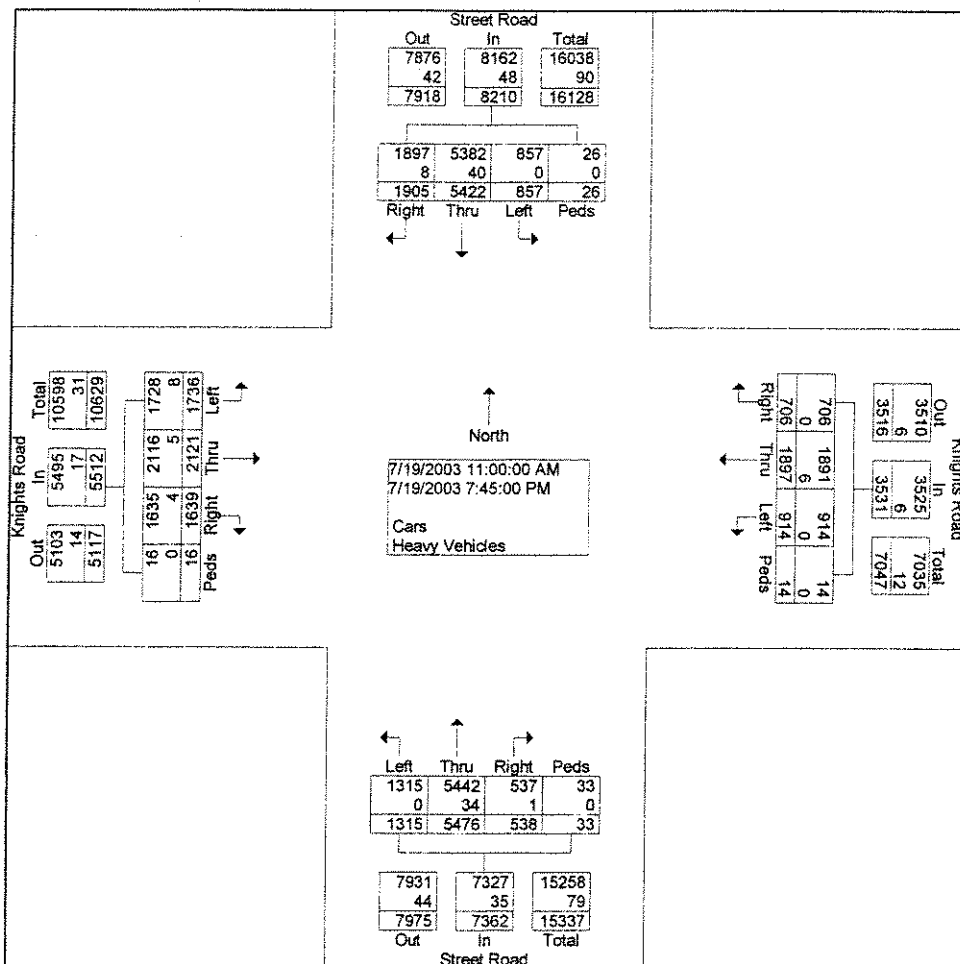 Street Road
Out In Total
7876 8162 16038
42 48 90
7918 8210 16128
1897 5382 857 26
8 40 0 0
1905 5422 857 26
Right Thru Left Peds
Knights Road
Total In Out
10598 5495 5103
31 17 14
10629 5512 5117
1728 2116 1635 16
8 5 4 0
1736 2121 1639 16
Left Thru Right Peds
North
7/19/2003 11:00:00 AM
7/19/2003 7:45:00 PM
Cars
Heavy Vehicles
Knights Road
Out In Total
3510 3525 7035
6 6 12
3516 3531 7047
706 1891 914 14
0 6 0 0
706 1897 914 14
Right Thru Left Peds
Left Thru Right Peds
1315 5442 537 33
0 34 1 0
1315 5476 538 33
7931 7327 15258
44 35 79
7975 7362 15337
Out In Total
Street Road